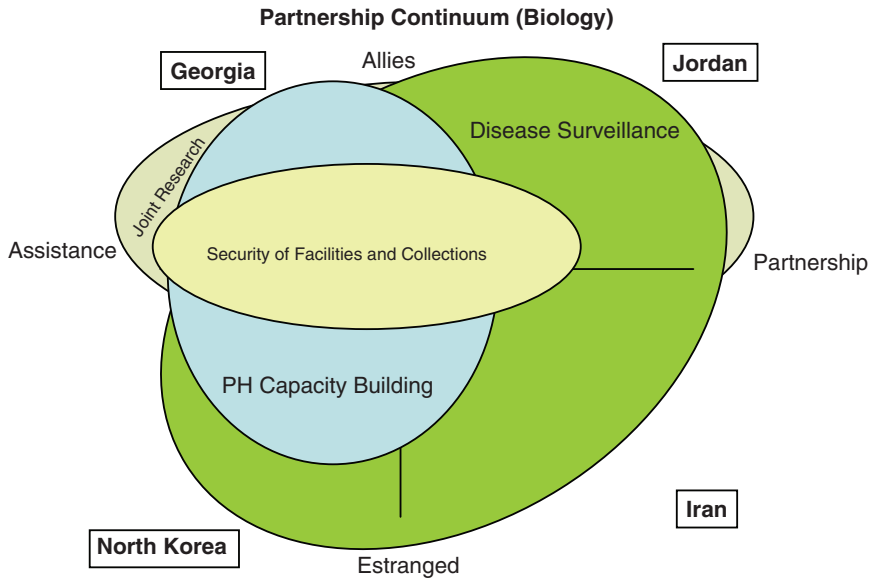 Partnership Continuum (Biology)
Allies
Georgia
Jordan
Disease Surveillance
Joint Research
Assistance
Security of Facilities and Collections
Partnership
PH Capacity Building
Iran
North Korea
Estranged